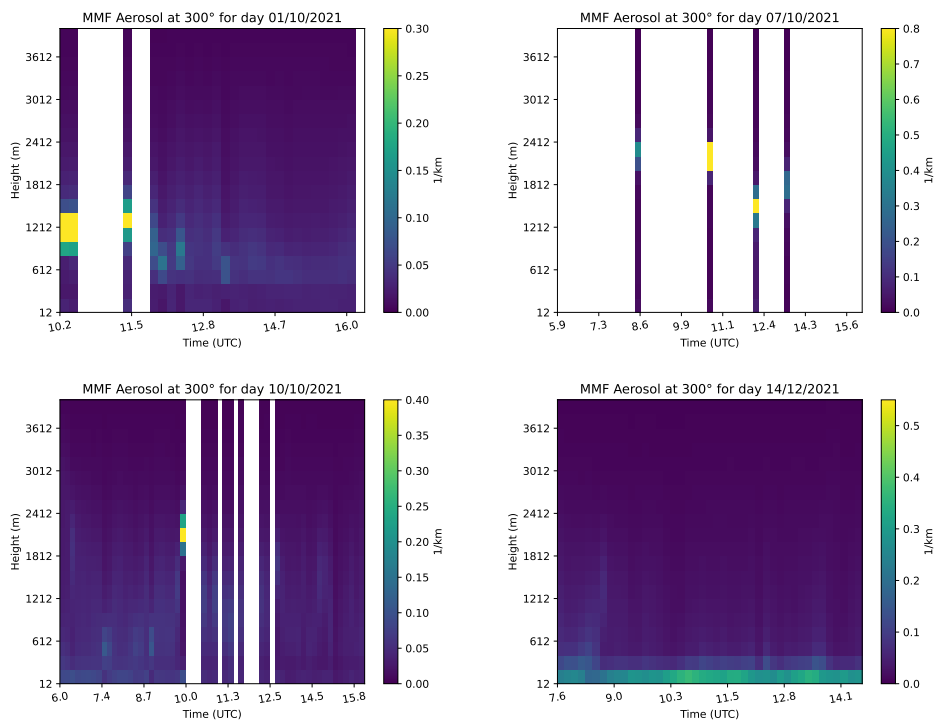 MMF Aerosol at 300° for day 01/10/2021
Height (m)
3612
3012
2412
1812
1212
612
12
10.2 11.5 12.8 14.7 16.0
Time (UTC)
0.30
0.25
0.20
0.15
0.10
0.05
0.00
1/km
MMF Aerosol at 300° for day 07/10/2021
Height (m)
3612
3012
2412
1812
1212
612
12
5.9 7.3 8.6 9.9 11.1 12.4 14.3 15.6
Time (UTC)
0.8
0.7
0.6
0.5
0.4
0.3
0.2
0.1
0.0
1/km
MMF Aerosol at 300° for day 10/10/2021
Height (m)
3612
3012
2412
1812
1212
612
12
6.0 7.4 8.7 10.0 11.3 12.5 14.5 15.8
Time (UTC)
0.40
0.35
0.30
0.25
0.20
0.15
0.10
0.05
0.00
1/km
MMF Aerosol at 300° for day 14/12/2021
Height (m)
3612
3012
2412
1812
1212
612
12
7.6 9.0 10.3 11.5 12.8 14.1
Time (UTC)
0.5
0.4
0.3
0.2
0.1
0.0
1/km